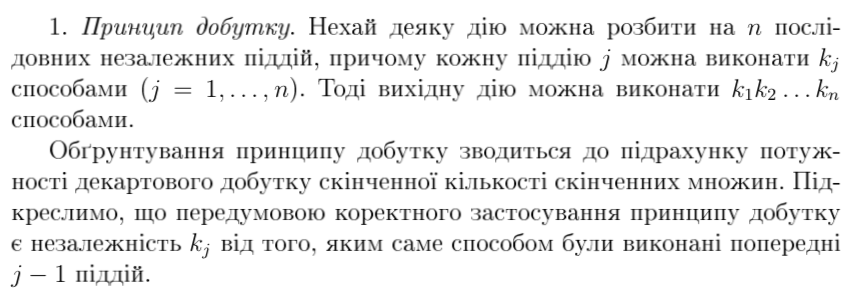 1. Принцип добутку. Нехай деяку дію можна розбити на n послі-
довних незалежних піддій, причому кожну піддію j можна виконати kⱼ
способами (j = 1, . . . , n). Тоді вихідну дію можна виконати k₁k₂ . . . kₙ
способами.
Обґрунтування принципу добутку зводиться до підрахунку потуж-
ності декартового добутку скінченної кількості скінченних множин. Під-
креслимо, що передумовою коректного застосування принципу добутку
є незалежність kⱼ від того, яким саме способом були виконані попередні
j − 1 піддій.